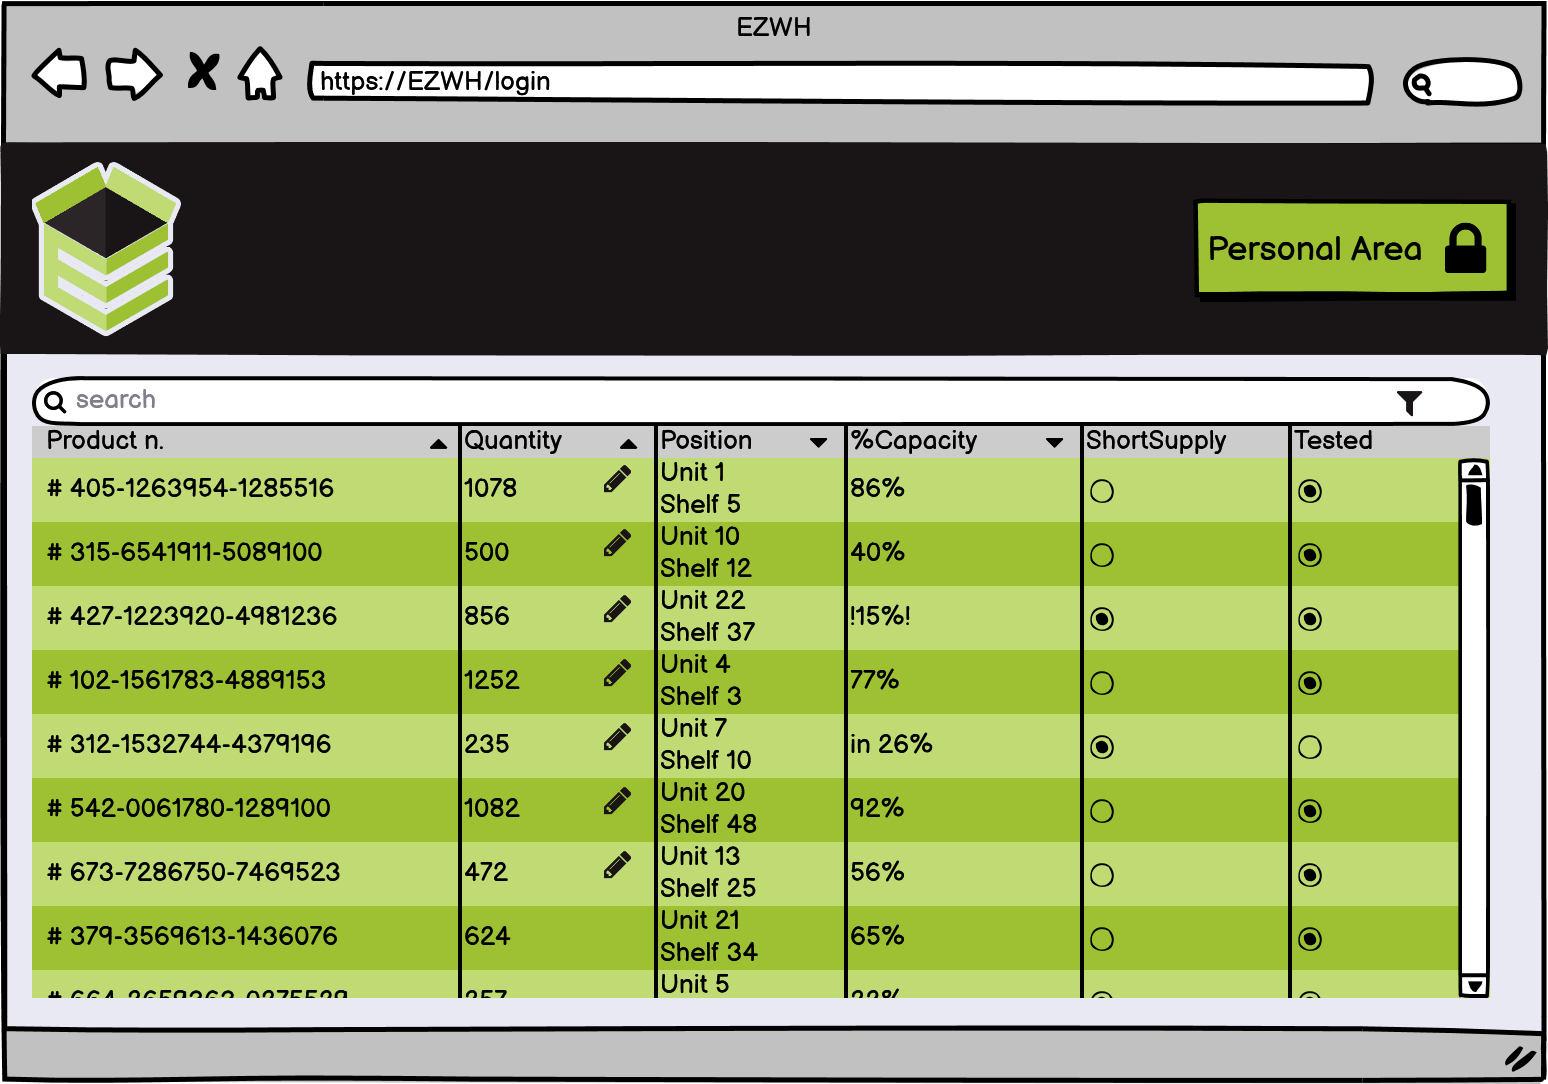 EZWH
https://EZWH/login
Personal Area
search
Product n. Quantity Position %Capacity ShortSupply Tested
# 405-1263954-1285516 1078 Unit 1 86%
Shelf 5
# 315-6541911-5089100 500 Unit 10 40%
Shelf 12
# 427-1223920-4981236 856 Unit 22 !15%!
Shelf 37
# 102-1561783-4889153 1252 Unit 4 77%
Shelf 3
# 312-1532744-4379196 235 Unit 7 in 26%
Shelf 10
# 542-0061780-1289100 1082 Unit 20 92%
Shelf 48
# 673-7286750-7469523 472 Unit 13 56%
Shelf 25
# 379-3569613-1436076 624 Unit 21 65%
Shelf 34
Unit 5